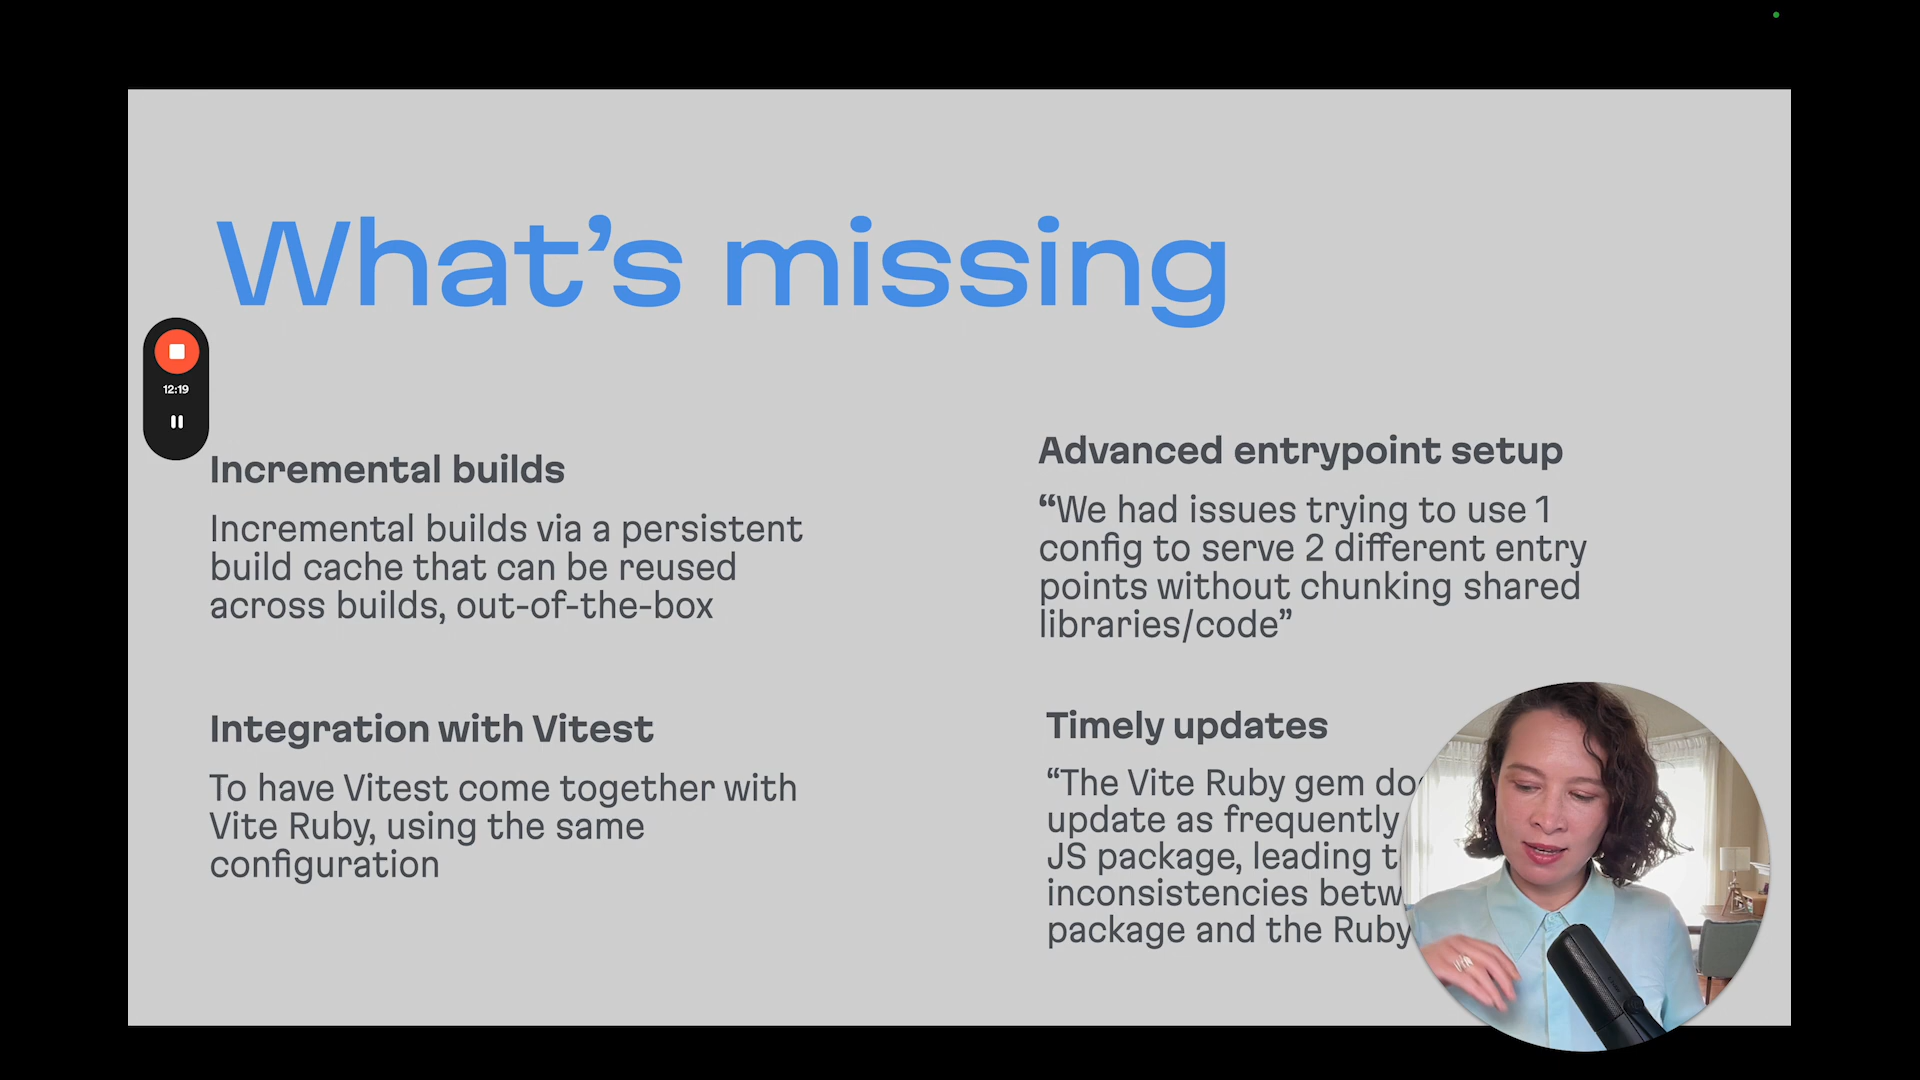 What’s missing
12:19
Incremental builds
Incremental builds via a persistent
build cache that can be reused
across builds, out-of-the-box
Advanced entrypoint setup
“We had issues trying to use 1
config to serve 2 different entry
points without chunking shared
libraries/code”
Integration with Vitest
To have Vitest come together with
Vite Ruby, using the same
configuration
Timely updates
“The Vite Ruby gem
update as frequently
JS package, leading
inconsistencies
package and the Ruby